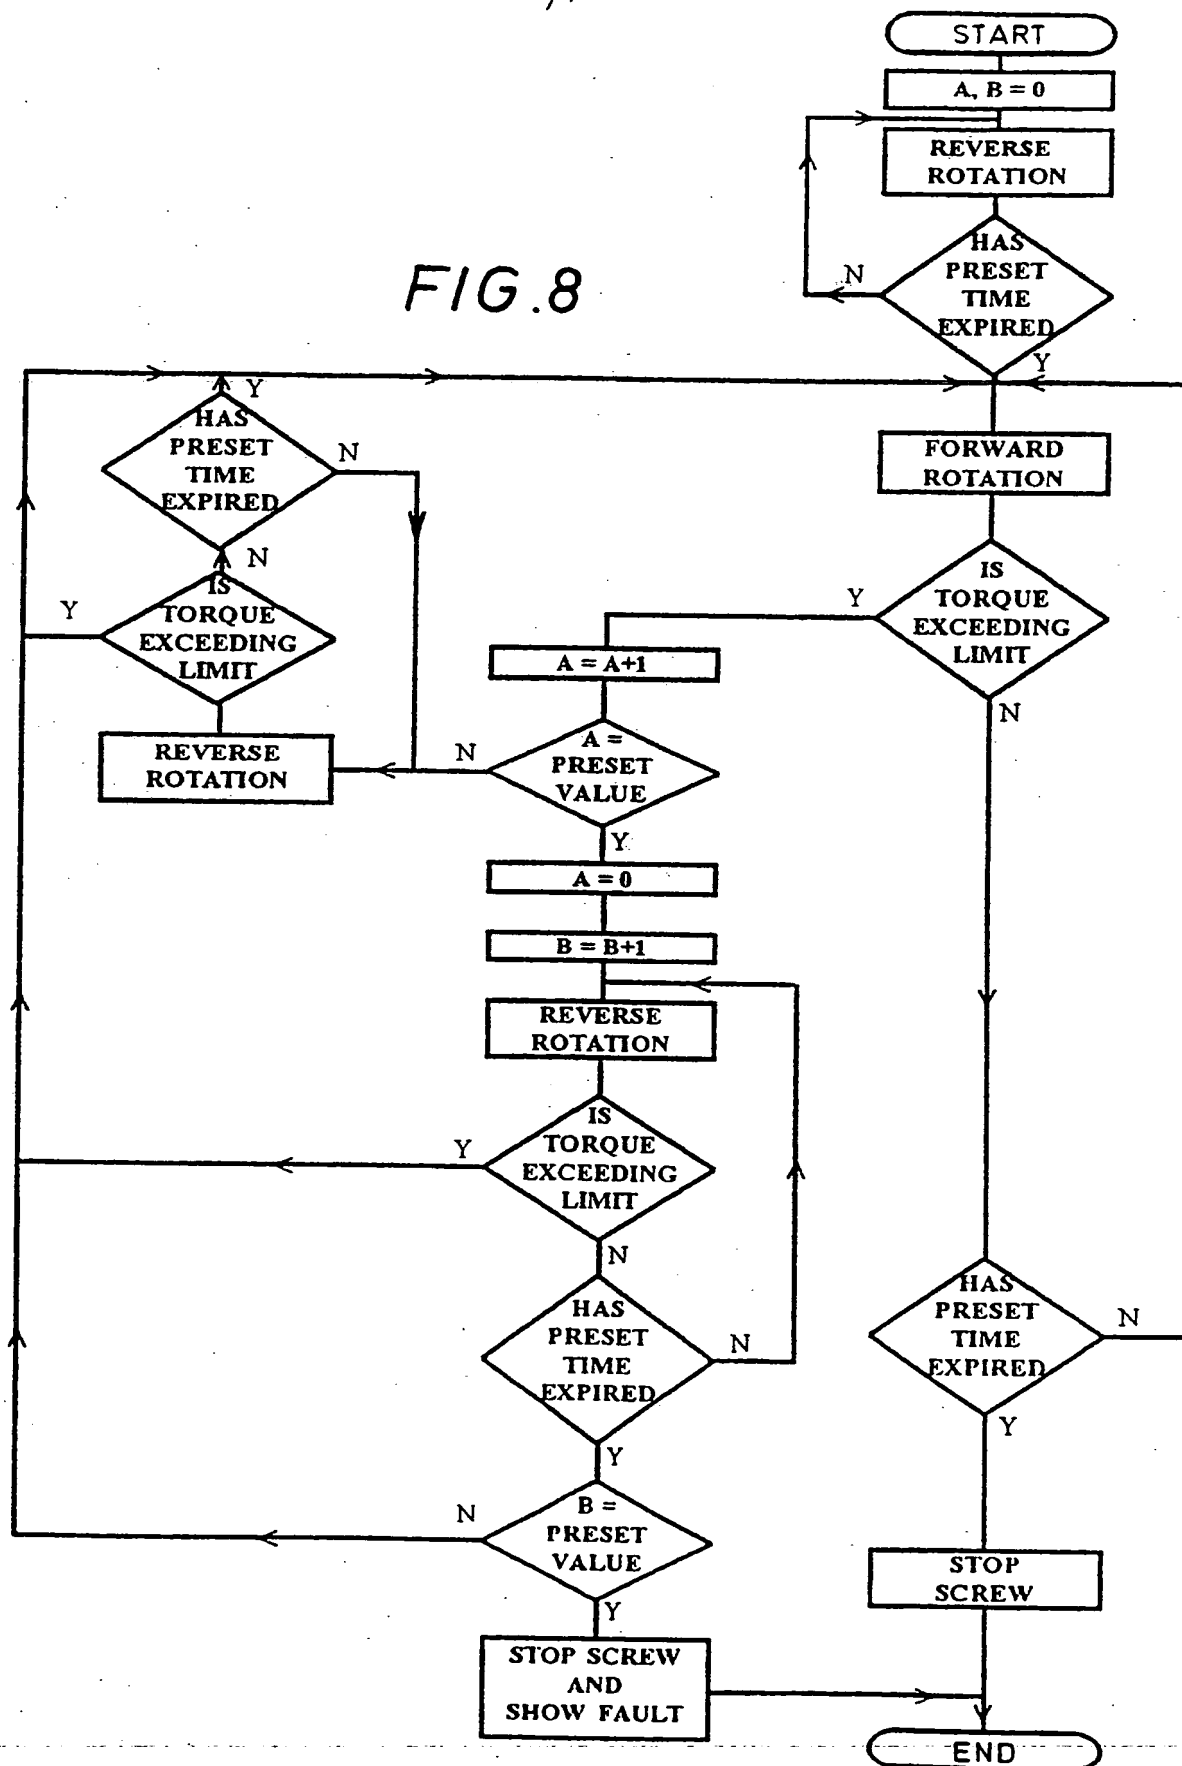 START
A, B = 0
REVERSE
ROTATION
HAS
PRESET
TIME
EXPIRED
N
Y
FIG.8
FORWARD
ROTATION
IS
TORQUE
EXCEEDING
LIMIT
Y
N
HAS
PRESET
TIME
EXPIRED
Y
N
IS
TORQUE
EXCEEDING
LIMIT
Y
N
REVERSE
ROTATION
A = A+1
A =
PRESET
VALUE
N
Y
A = 0
B = B+1
REVERSE
ROTATION
IS
TORQUE
EXCEEDING
LIMIT
Y
N
HAS
PRESET
TIME
EXPIRED
N
Y
B =
PRESET
VALUE
N
Y
STOP SCREW
AND
SHOW FAULT
HAS
PRESET
TIME
EXPIRED
N
Y
STOP
SCREW
END